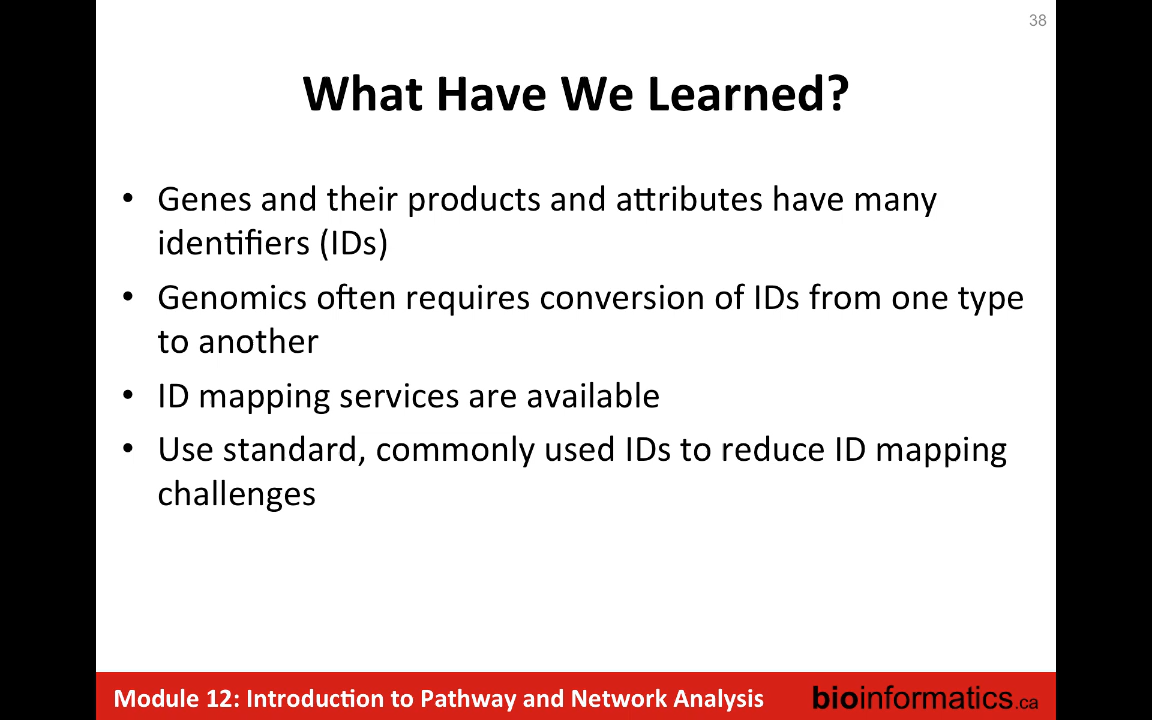 38
What Have We Learned?
• Genes and their products and attributes have many
identifiers (IDs)
• Genomics often requires conversion of IDs from one type
to another
• ID mapping services are available
• Use standard, commonly used IDs to reduce ID mapping
challenges
Module 12: Introduction to Pathway and Network Analysis bioinformatics.ca